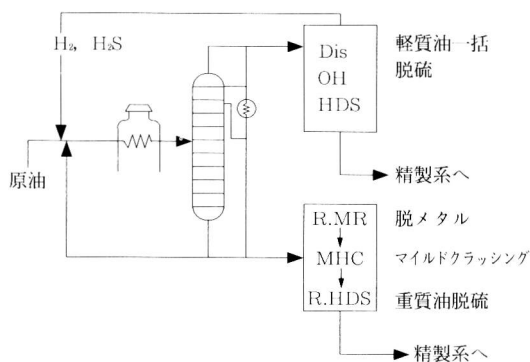 H₂, H₂S
原油
Dis
OH
HDS
軽質油一括
脱硫
精製系へ
R.MR 脱メタル
MHC マイルドクラッシング
R.HDS 重質油脱硫
精製系へ